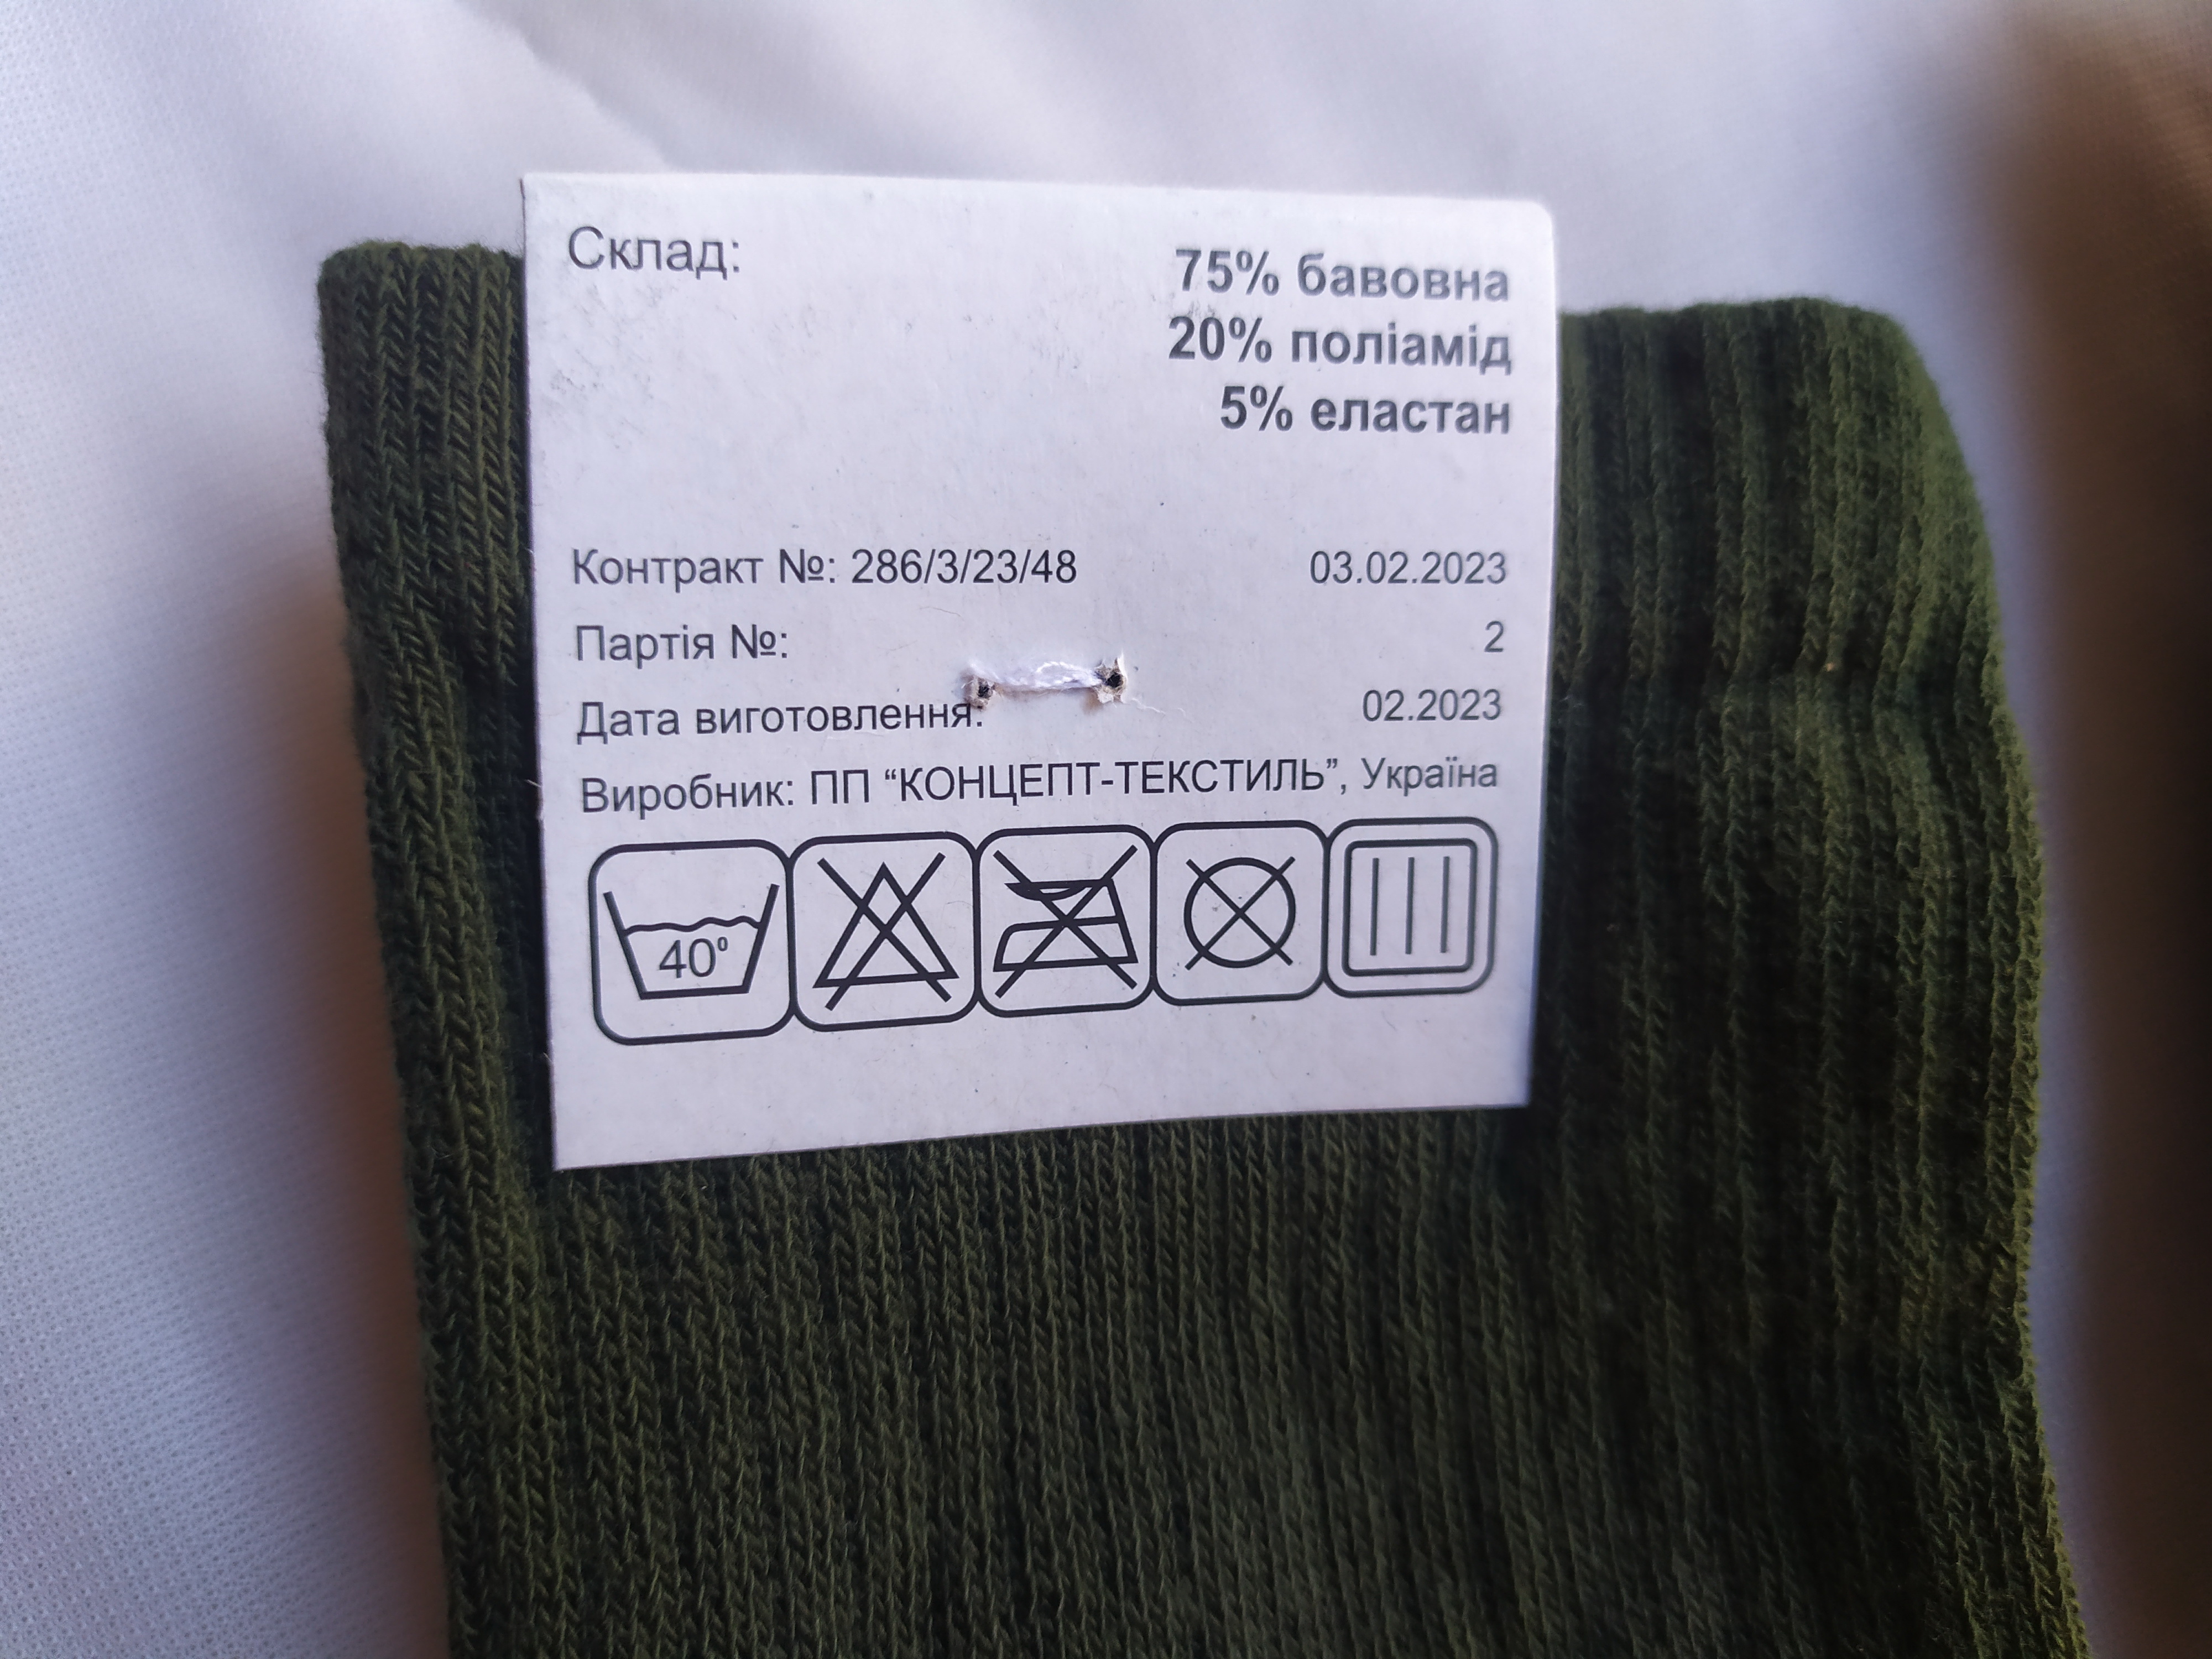 Склад:
75% бавовна
20% поліамід
5% еластан
Контракт №: 286/3/23/48 03.02.2023
Партія №: 2
Дата виготовлення: 02.2023
Виробник: ПП “КОНЦЕПТ-ТЕКСТИЛЬ”, Україна
40⁰